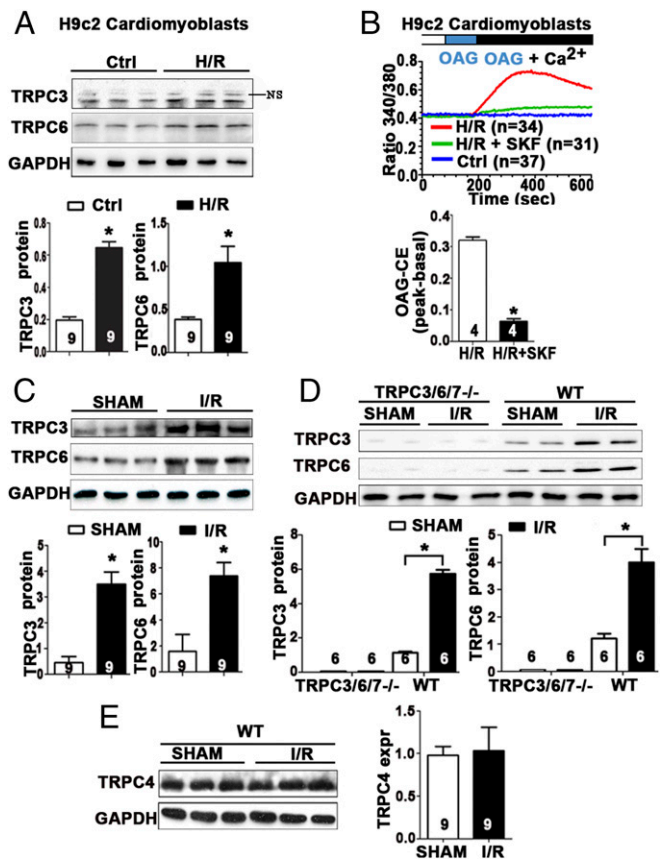 A
H9c2 Cardiomyoblasts
Ctrl H/R
TRPC3
NS
TRPC6
GAPDH
Ctrl H/R
TRPC3 protein
0.8
0.6
0.4
0.2
0.0
9 9
*
TRPC6 protein
1.5
1.0
0.5
0.0
9 9
*
B
H9c2 Cardiomyoblasts
OAG OAG + Ca2+
Ratio 340/380
0.8
0.7
0.6
0.5
0.4
H/R (n=34)
H/R + SKF (n=31)
Ctrl (n=37)
0 200 400 600
Time (sec)
OAG-CE
(peak-basal)
0.4
0.3
0.2
0.1
0.0
4 4
*
H/R H/R+SKF
C
SHAM I/R
TRPC3
TRPC6
GAPDH
SHAM I/R
TRPC3 protein
5
4
3
2
1
0
9 9
*
TRPC6 protein
10
8
6
4
2
0
9 9
*
D
TRPC3/6/7-/- WT
SHAM I/R SHAM I/R
TRPC3
TRPC6
GAPDH
SHAM I/R
TRPC3 protein
8
6
4
2
0
6 6 6 6
*
TRPC3/6/7-/- WT
TRPC6 protein
6
5
4
3
2
1
0
6 6 6 6
*
TRPC3/6/7-/- WT
E
WT
SHAM I/R
TRPC4
GAPDH
TRPC4 expr
1.5
1.0
0.5
0.0
9 9
SHAM I/R